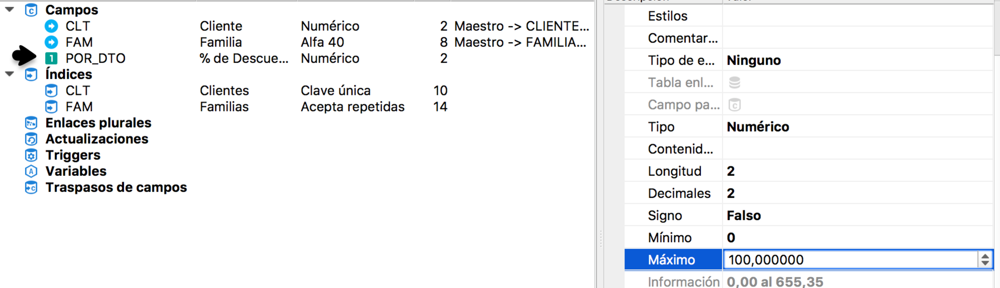 Campos
CLT Cliente Numérico 2 Maestro -> CLIENTE...
FAM Familia Alfa 40 8 Maestro -> FAMILIA...
1 POR_DTO % de Descue... Numérico 2
Índices
CLT Clientes Clave única 10
FAM Familias Acepta repetidas 14
Enlaces plurales
Actualizaciones
Triggers
Variables
Traspasos de campos
Descripción Valor
Estilos
Comentar...
Tipo de e... Ninguno
Tabla enl...
Campo pa...
Tipo Numérico
Contenid...
Longitud 2
Decimales 2
Signo Falso
Mínimo 0
Máximo 100,000000
Información 0,00 al 655,35